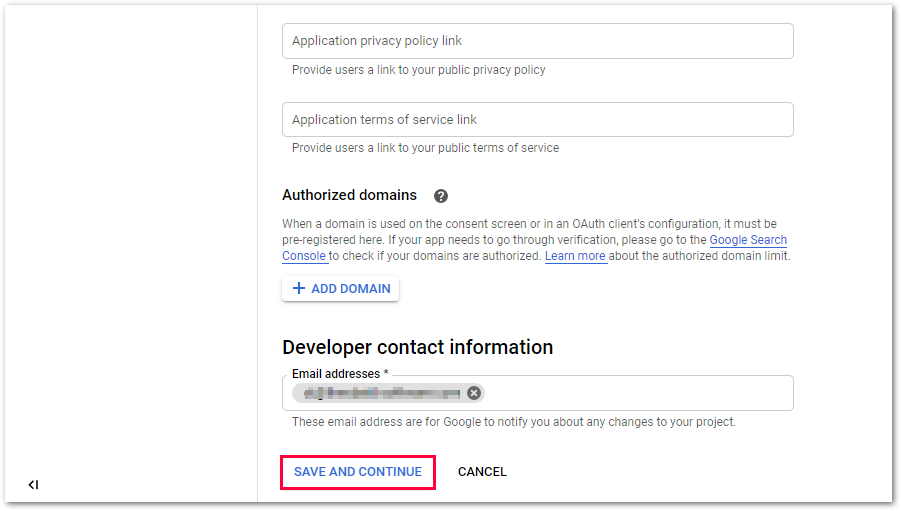 Application privacy policy link
Provide users a link to your public privacy policy
Application terms of service link
Provide users a link to your public terms of service
Authorized domains
When a domain is used on the consent screen or in an OAuth client's configuration, it must be
pre-registered here. If your app needs to go through verification, please go to the Google Search
Console to check if your domains are authorized. Learn more about the authorized domain limit.
ADD DOMAIN
Developer contact information
Email addresses *
These email address are for Google to notify you about any changes to your project.
SAVE AND CONTINUE CANCEL